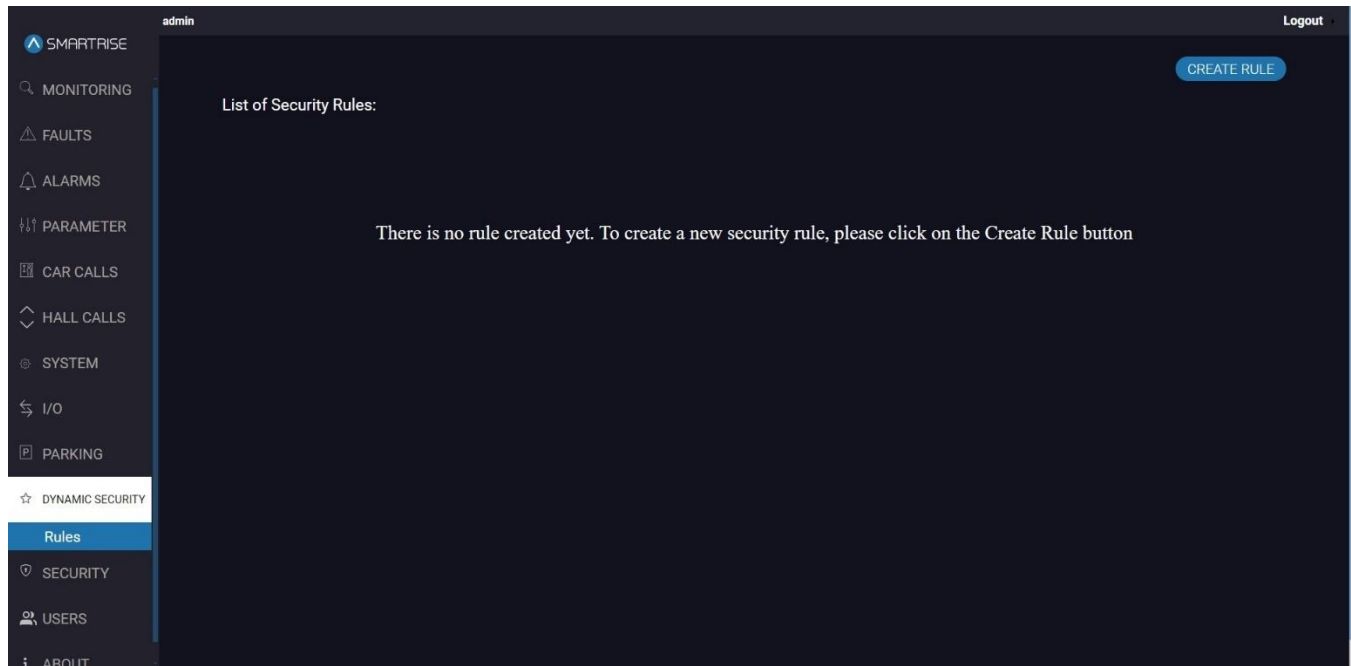 admin
Logout
SMARTRISE
CREATE RULE
MONITORING
List of Security Rules:
FAULTS
ALARMS
PARAMETER
There is no rule created yet. To create a new security rule, please click on the Create Rule button
CAR CALLS
HALL CALLS
SYSTEM
I/O
P PARKING
DYNAMIC SECURITY
Rules
SECURITY
USERS
i ABOUT